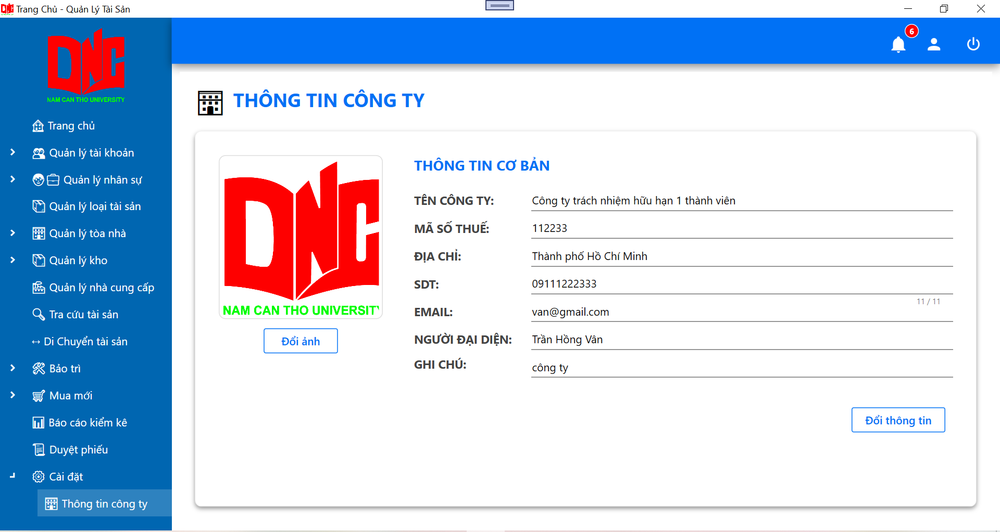 Trang Chủ - Quản Lý Tài Sản
DNC
NAM CAN THO UNIVERSITY
6
Trang chủ
Quản lý tài khoản
Quản lý nhân sự
Quản lý loại tài sản
Quản lý tòa nhà
Quản lý kho
Quản lý nhà cung cấp
Tra cứu tài sản
Di Chuyển tài sản
Bảo trì
Mua mới
Báo cáo kiểm kê
Duyệt phiếu
Cài đặt
Thông tin công ty
THÔNG TIN CÔNG TY
DNC
NAM CAN THO UNIVERSITY
Đổi ảnh
THÔNG TIN CƠ BẢN
TÊN CÔNG TY: Công ty trách nhiệm hữu hạn 1 thành viên
MÃ SỐ THUẾ: 112233
ĐỊA CHỈ: Thành phố Hồ Chí Minh
SDT: 09111222333
11 / 11
EMAIL: van@gmail.com
NGƯỜI ĐẠI DIỆN: Trần Hồng Vân
GHI CHÚ: công ty
Đổi thông tin